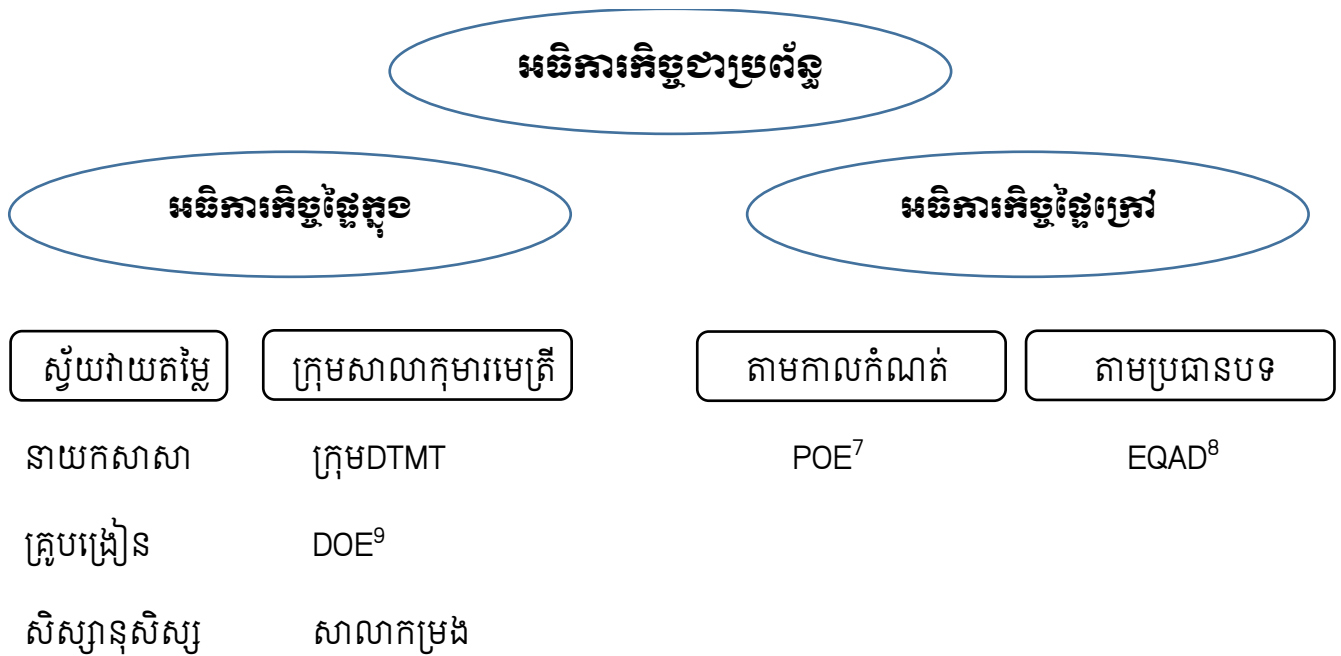 អធិការកិច្ចជាប្រព័ន្ធ
អធិការកិច្ចផ្ទៃក្នុង អធិការកិច្ចផ្ទៃក្រៅ
ស្វ័យវាយតម្លៃ ក្រុមសាលាកុមារមេត្រី តាមកាលកំណត់ តាមប្រធានបទ
នាយកសាសា ក្រុមDTMT POE⁷ EQAD⁸
គ្រូបង្រៀន DOE⁹
សិស្សានុសិស្ស សាលាកម្រង